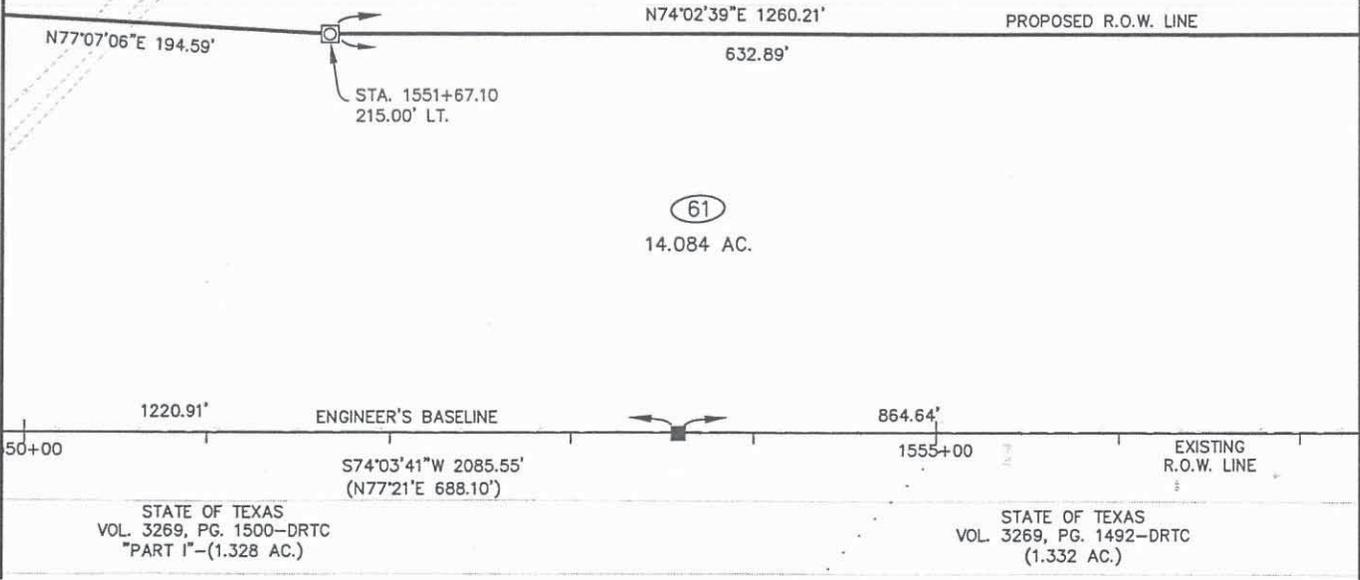 N74°02'39"E 1260.21'
PROPOSED R.O.W. LINE
N77°07'06"E 194.59'
632.89'
STA. 1551+67.10
215.00' LT.
61
14.084 AC.
1220.91'
ENGINEER'S BASELINE
864.64'
50+00
1555+00
EXISTING
R.O.W. LINE
S74°03'41"W 2085.55'
(N77°21'E 688.10')
STATE OF TEXAS
VOL. 3269, PG. 1500-DRTC
"PART I"-(1.328 AC.)
STATE OF TEXAS
VOL. 3269, PG. 1492-DRTC
(1.332 AC.)